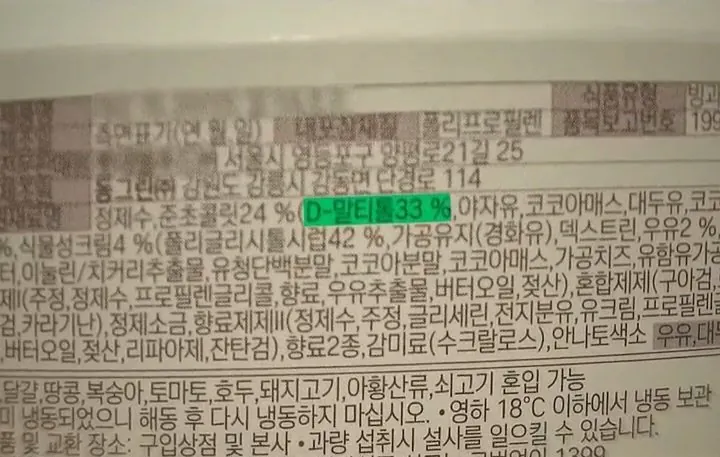 식품유형 빙과
측면표기(연월일) 내포장재질 폴리프로필렌 품목보고번호 199
서울시 영등포구 양평로21길 25
동그린㈜ 강원도 강릉시 강동면 단경로 114
정제수,준초콜릿24 %(D-말티톨33 %,야자유,코코아매스,대두유,코코
%,식물성크림4 %(폴리글리시톨시럽42 %,가공유지(경화유),덱스트린,우유2 %,
터,이눌린/치커리추출물,유청단백분말,코코아분말,코코아매스,가공치즈,유함유가공
제Ⅰ(주정,정제수,프로필렌글리콜,향료,우유추출물,버터오일,젖산),혼합제제(구아검,
검,카라기난),정제소금,향료제제Ⅱ(정제수,주정,글리세린,전지분유,유크림,프로필렌
,버터오일,젖산,리파아제,잔탄검),향료2종,감미료(수크랄로스),안나토색소 우유,대
,달걀,땅콩,복숭아,토마토,호두,돼지고기,아황산류,쇠고기 혼입 가능
미 냉동되었으니 해동 후 다시 냉동하지 마십시오. •영하 18℃ 이하에서 냉동 보관
품 및 교환 장소: 구입상점 및 본사 •과량 섭취시 설사를 일으킬 수 있습니다.
1399